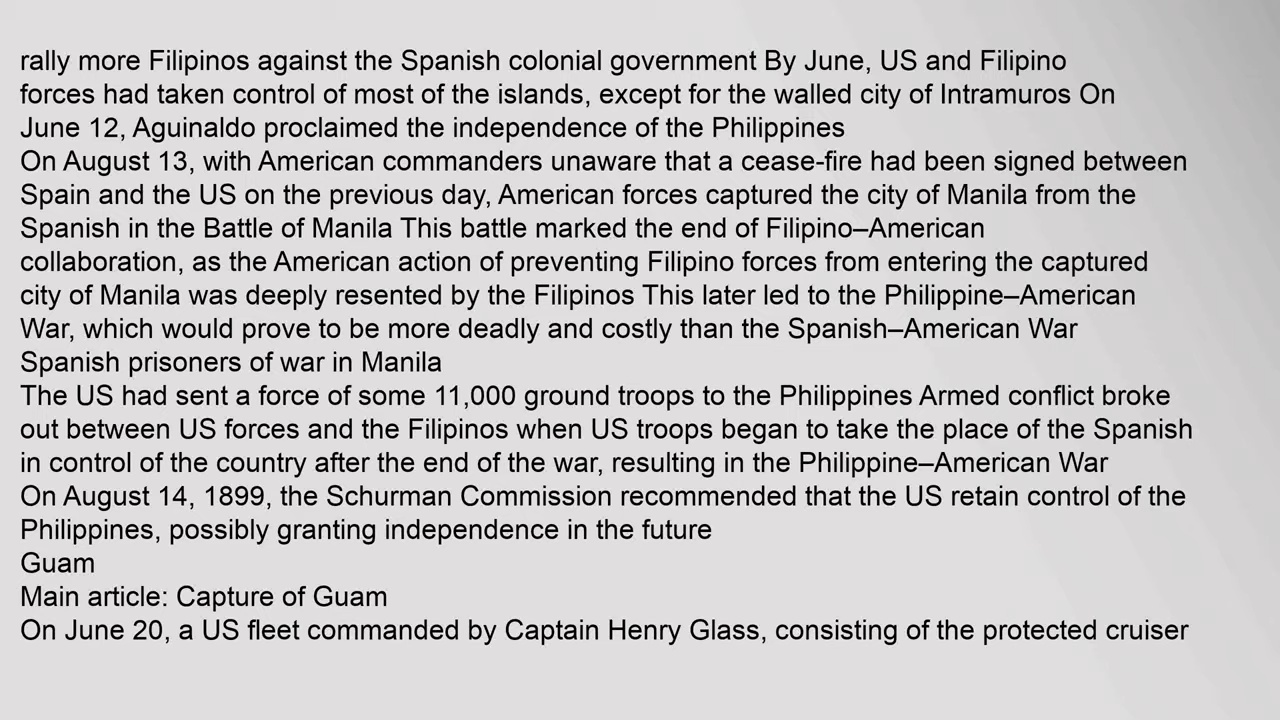 rally more Filipinos against the Spanish colonial government By June, US and Filipino
forces had taken control of most of the islands, except for the walled city of Intramuros On
June 12, Aguinaldo proclaimed the independence of the Philippines
On August 13, with American commanders unaware that a cease-fire had been signed between
Spain and the US on the previous day, American forces captured the city of Manila from the
Spanish in the Battle of Manila This battle marked the end of Filipino–American
collaboration, as the American action of preventing Filipino forces from entering the captured
city of Manila was deeply resented by the Filipinos This later led to the Philippine–American
War, which would prove to be more deadly and costly than the Spanish–American War
Spanish prisoners of war in Manila
The US had sent a force of some 11,000 ground troops to the Philippines Armed conflict broke
out between US forces and the Filipinos when US troops began to take the place of the Spanish
in control of the country after the end of the war, resulting in the Philippine–American War
On August 14, 1899, the Schurman Commission recommended that the US retain control of the
Philippines, possibly granting independence in the future
Guam
Main article: Capture of Guam
On June 20, a US fleet commanded by Captain Henry Glass, consisting of the protected cruiser